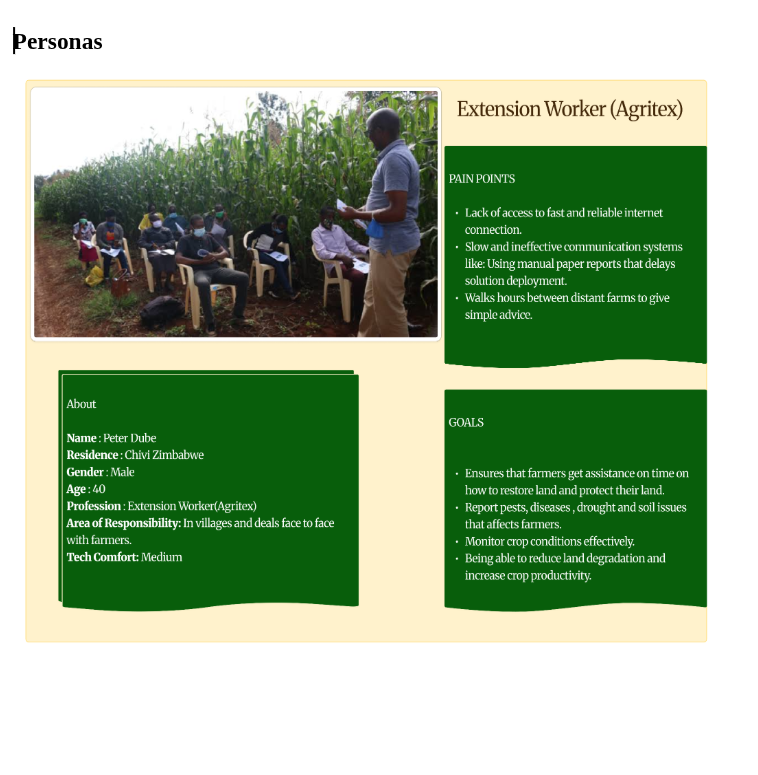 Personas
Extension Worker (Agritex)
PAIN POINTS
• Lack of access to fast and reliable internet
connection.
• Slow and ineffective communication systems
like: Using manual paper reports that delays
solution deployment.
• Walks hours between distant farms to give
simple advice.
About
Name : Peter Dube
Residence : Chivi Zimbabwe
Gender : Male
Age : 40
Profession : Extension Worker(Agritex)
Area of Responsibility: In villages and deals face to face
with farmers.
Tech Comfort: Medium
GOALS
• Ensures that farmers get assistance on time on
how to restore land and protect their land.
• Report pests, diseases , drought and soil issues
that affects farmers.
• Monitor crop conditions effectively.
• Being able to reduce land degradation and
increase crop productivity.